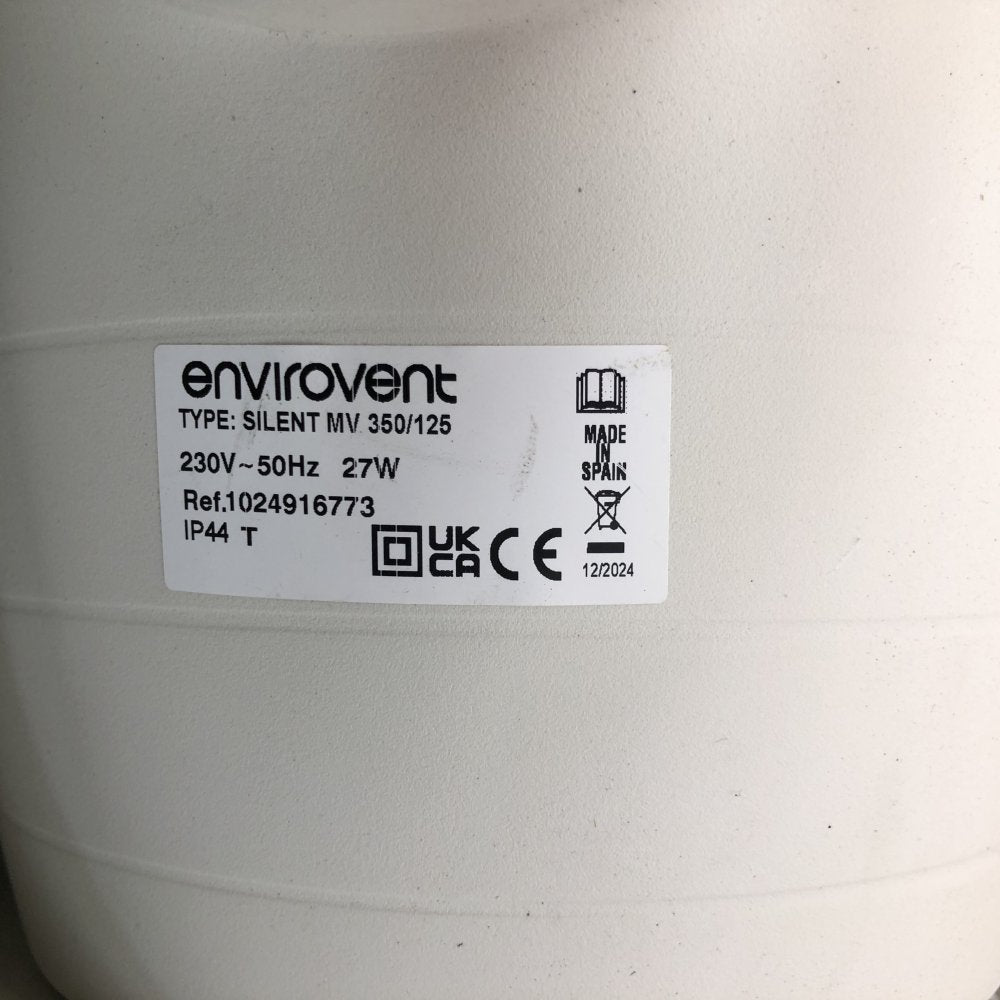 envirovent
TYPE: SILENT MV 350/125
230V~50Hz 27W
Ref.1024916773
IP44 T
UK
CA
CE
MADE
IN
SPAIN
12/2024